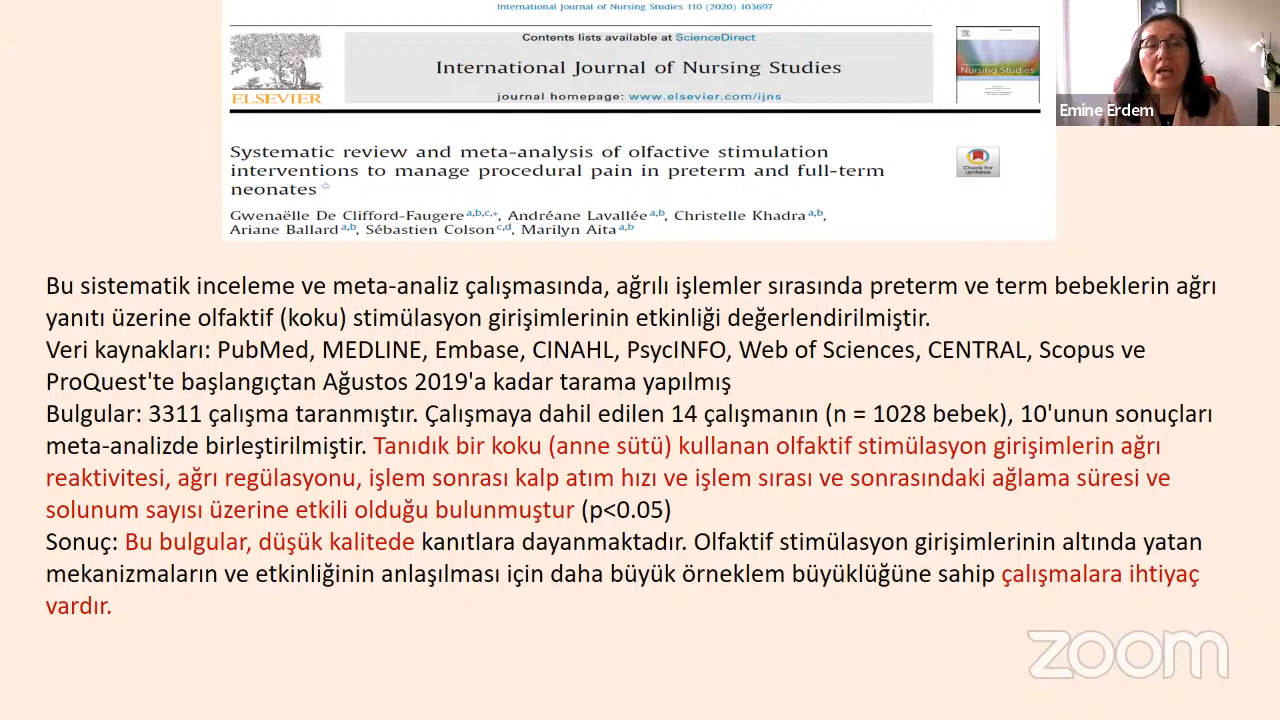 International Journal of Nursing Studies 110 (2020) 103697
Contents lists available at ScienceDirect
International Journal of Nursing Studies
journal homepage: www.elsevier.com/ijns
ELSEVIER
Nursing Studies
Emine Erdem
Systematic review and meta-analysis of olfactive stimulation
interventions to manage procedural pain in preterm and full-term
neonates ☆
Check for
updates
Gwenaëlle De Clifford-Faugere a,b,c,*, Andréane Lavallée a,b, Christelle Khadra a,b,
Ariane Ballard a,b, Sébastien Colson c,d, Marilyn Aita a,b
Bu sistematik inceleme ve meta-analiz çalışmasında, ağrılı işlemler sırasında preterm ve term bebeklerin ağrı
yanıtı üzerine olfaktif (koku) stimülasyon girişimlerinin etkinliği değerlendirilmiştir.
Veri kaynakları: PubMed, MEDLINE, Embase, CINAHL, PsycINFO, Web of Sciences, CENTRAL, Scopus ve
ProQuest'te başlangıçtan Ağustos 2019'a kadar tarama yapılmış
Bulgular: 3311 çalışma taranmıştır. Çalışmaya dahil edilen 14 çalışmanın (n = 1028 bebek), 10'unun sonuçları
meta-analizde birleştirilmiştir. Tanıdık bir koku (anne sütü) kullanan olfaktif stimülasyon girişimlerin ağrı
reaktivitesi, ağrı regülasyonu, işlem sonrası kalp atım hızı ve işlem sırası ve sonrasındaki ağlama süresi ve
solunum sayısı üzerine etkili olduğu bulunmuştur (p<0.05)
Sonuç: Bu bulgular, düşük kalitede kanıtlara dayanmaktadır. Olfaktif stimülasyon girişimlerinin altında yatan
mekanizmaların ve etkinliğinin anlaşılması için daha büyük örneklem büyüklüğüne sahip çalışmalara ihtiyaç
vardır.
zoom